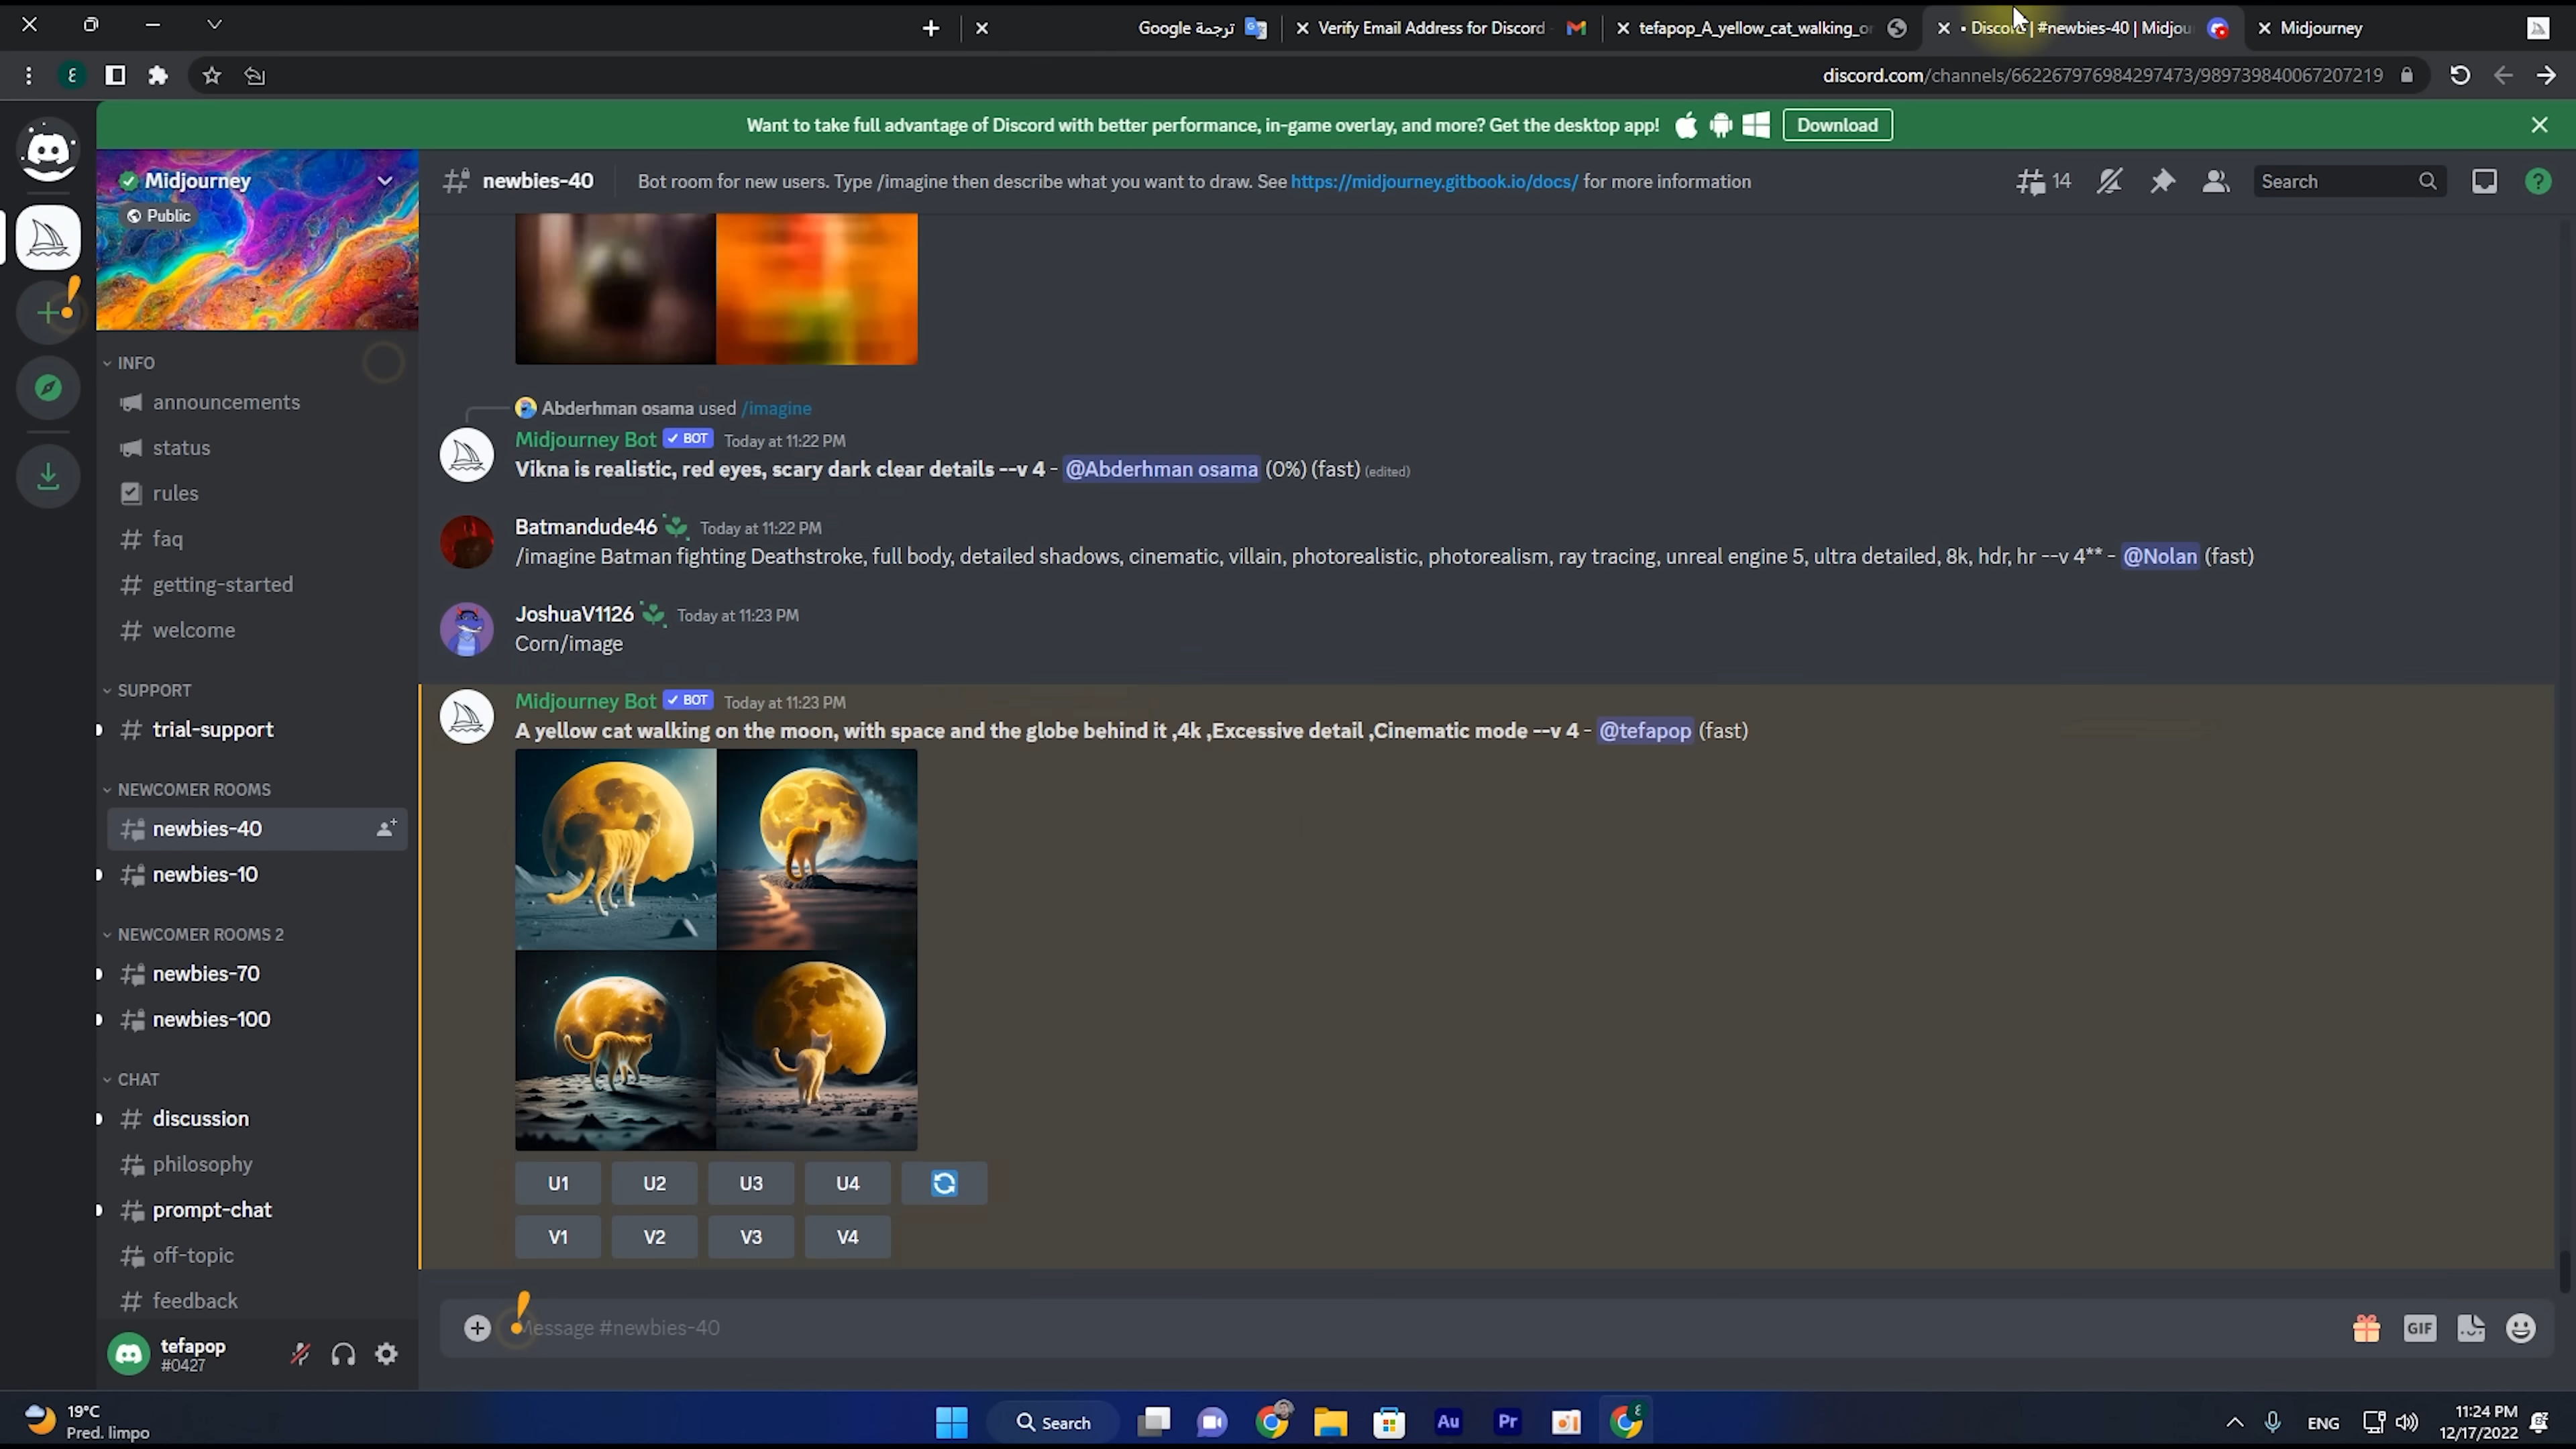 ترجمة Google
Verify Email Address for Discord
tefapop_A_yellow_cat_walking_or
• Discord | #newbies-40 | Midjou
Midjourney
ع
discord.com/channels/662267976984297473/989739840067207219
Want to take full advantage of Discord with better performance, in-game overlay, and more? Get the desktop app!
Download
Midjourney
Public
newbies-40
Bot room for new users. Type /imagine then describe what you want to draw. See https://midjourney.gitbook.io/docs/ for more information
14
Search
INFO
announcements
status
rules
faq
getting-started
welcome
SUPPORT
trial-support
NEWCOMER ROOMS
newbies-40
newbies-10
NEWCOMER ROOMS 2
newbies-70
newbies-100
CHAT
discussion
philosophy
prompt-chat
off-topic
feedback
tefapop
#0427
Abderhman osama used /imagine
Midjourney Bot BOT Today at 11:22 PM
Vikna is realistic, red eyes, scary dark clear details --v 4 - @Abderhman osama (0%) (fast) (edited)
Batmandude46 Today at 11:22 PM
/imagine Batman fighting Deathstroke, full body, detailed shadows, cinematic, villain, photorealistic, photorealism, ray tracing, unreal engine 5, ultra detailed, 8k, hdr, hr --v 4** - @Nolan (fast)
JoshuaV1126 Today at 11:23 PM
Corn/image
Midjourney Bot BOT Today at 11:23 PM
A yellow cat walking on the moon, with space and the globe behind it ,4k ,Excessive detail ,Cinematic mode --v 4 - @tefapop (fast)
U1 U2 U3 U4
V1 V2 V3 V4
Message #newbies-40
GIF
19°C
Pred. limpo
Search
Au
Pr
ع
ENG
11:24 PM
12/17/2022